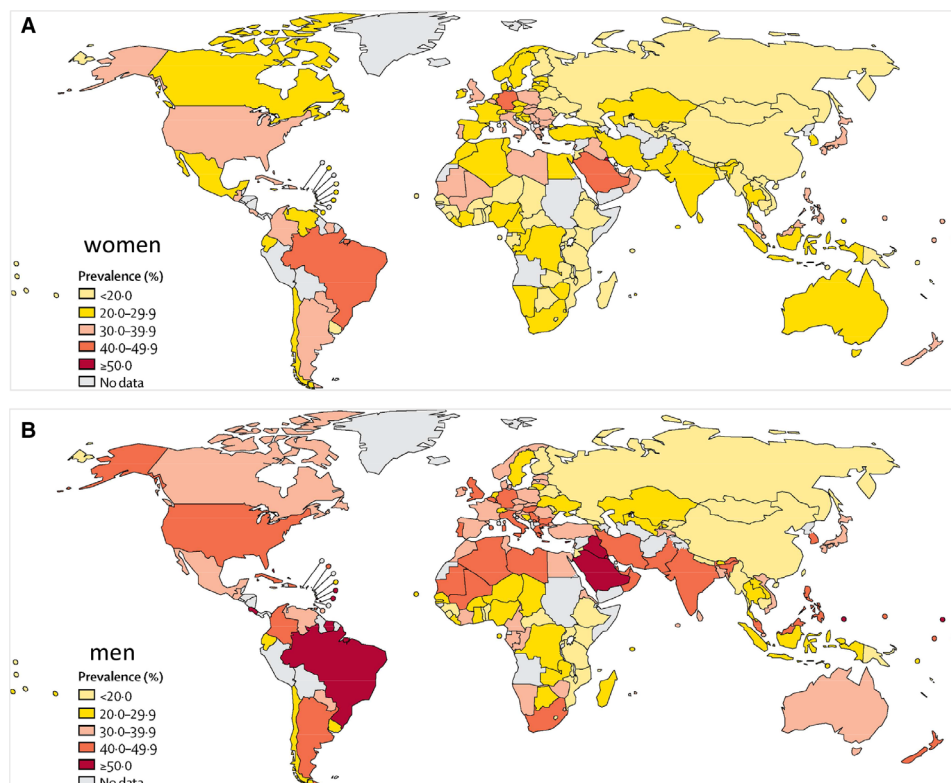 A
women
Prevalence (%)
<20·0
20·0–29·9
30·0–39·9
40·0–49·9
≥50·0
No data
B
men
Prevalence (%)
<20·0
20·0–29·9
30·0–39·9
40·0–49·9
≥50·0
No data